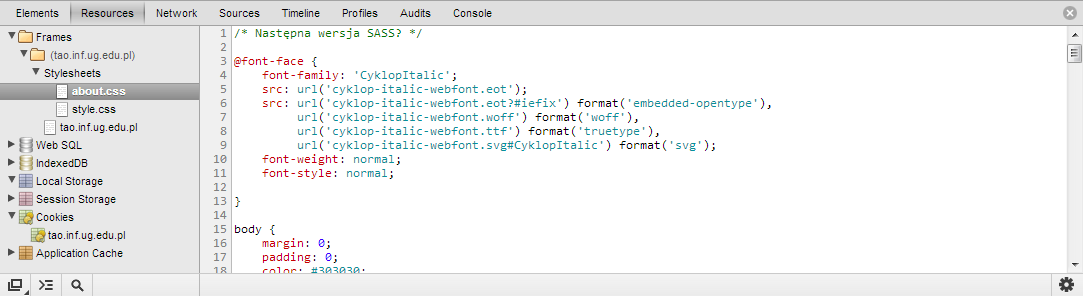 Elements Resources Network Sources Timeline Profiles Audits Console
Frames
(tao.inf.ug.edu.pl)
Stylesheets
about.css
style.css
tao.inf.ug.edu.pl
Web SQL
IndexedDB
Local Storage
Session Storage
Cookies
tao.inf.ug.edu.pl
Application Cache
1 /* Następna wersja SASS? */
2
3 @font-face {
4 font-family: 'CyklopItalic';
5 src: url('cyklop-italic-webfont.eot');
6 src: url('cyklop-italic-webfont.eot?#iefix') format('embedded-opentype'),
7 url('cyklop-italic-webfont.woff') format('woff'),
8 url('cyklop-italic-webfont.ttf') format('truetype'),
9 url('cyklop-italic-webfont.svg#CyklopItalic') format('svg');
10 font-weight: normal;
11 font-style: normal;
12
13 }
14
15 body {
16 margin: 0;
17 padding: 0;
18 color: #303030;